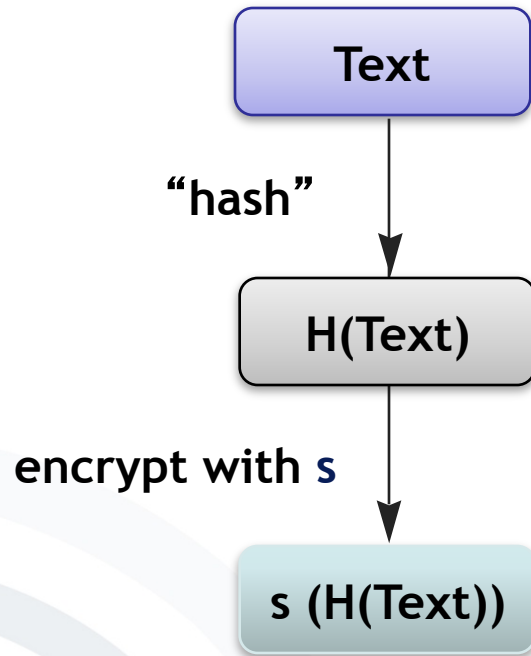 Text
“hash”
H(Text)
encrypt with s
s (H(Text))